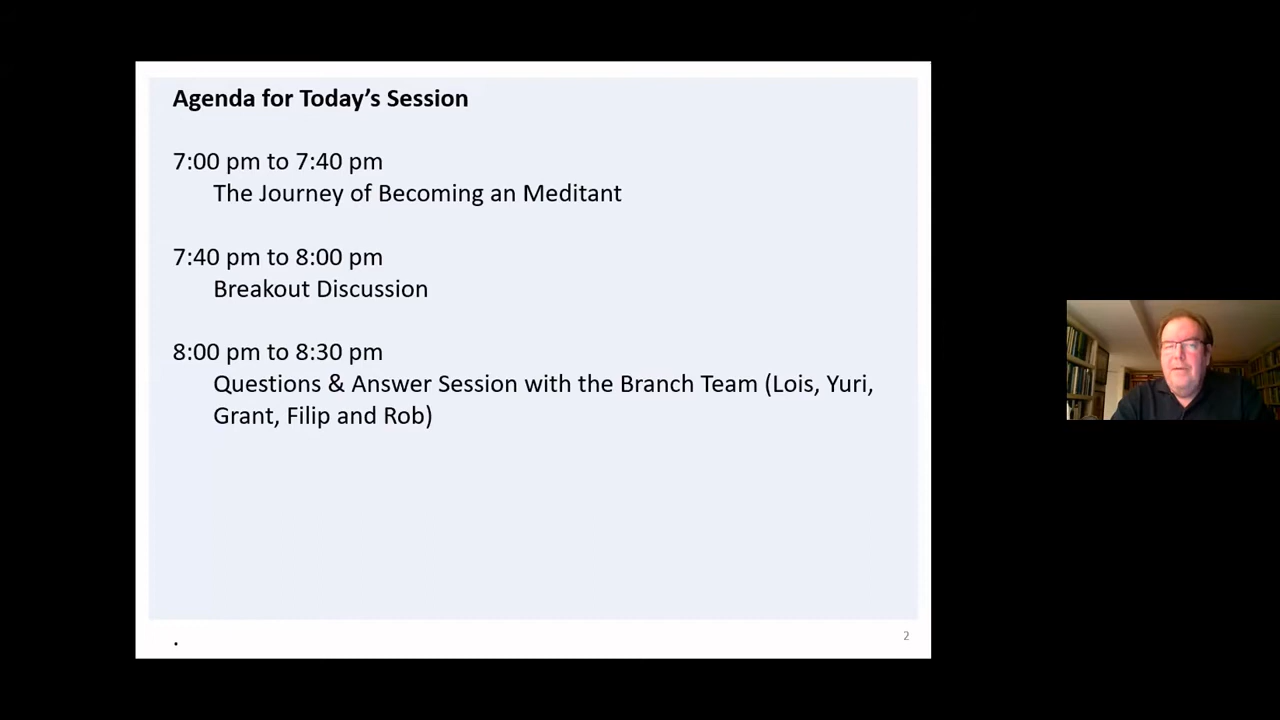 Agenda for Today’s Session
7:00 pm to 7:40 pm
The Journey of Becoming an Meditant
7:40 pm to 8:00 pm
Breakout Discussion
8:00 pm to 8:30 pm
Questions & Answer Session with the Branch Team (Lois, Yuri,
Grant, Filip and Rob)
.
2